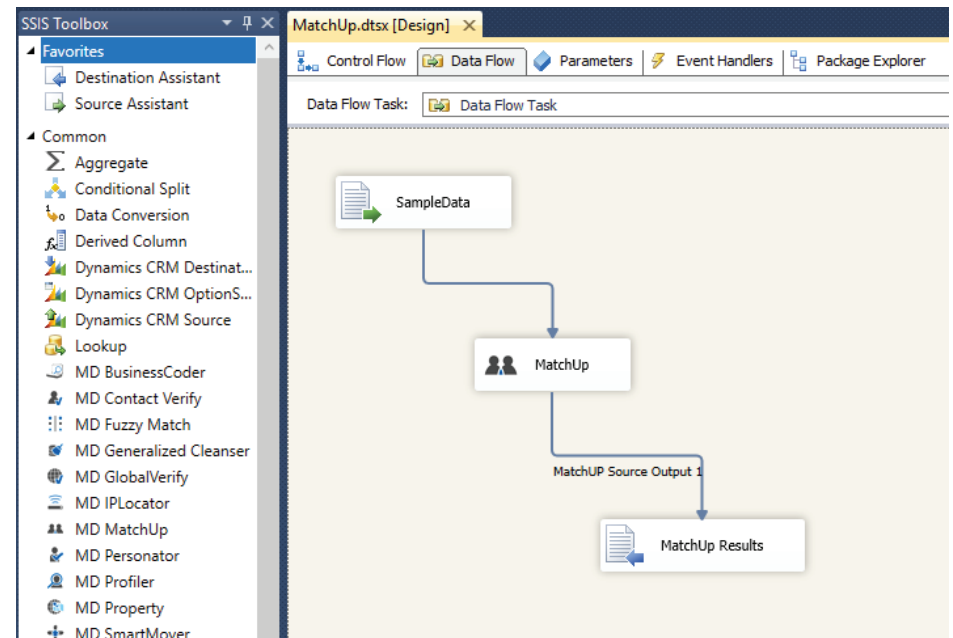 SSIS Toolbox
Favorites
Destination Assistant
Source Assistant
Common
Aggregate
Conditional Split
Data Conversion
Derived Column
Dynamics CRM Destinat...
Dynamics CRM OptionS...
Dynamics CRM Source
Lookup
MD BusinessCoder
MD Contact Verify
MD Fuzzy Match
MD Generalized Cleanser
MD GlobalVerify
MD IPLocator
MD MatchUp
MD Personator
MD Profiler
MD Property
MD SmartMover
MatchUp.dtsx [Design]
Control Flow Data Flow Parameters Event Handlers Package Explorer
Data Flow Task: Data Flow Task
SampleData
MatchUp
MatchUP Source Output 1
MatchUp Results